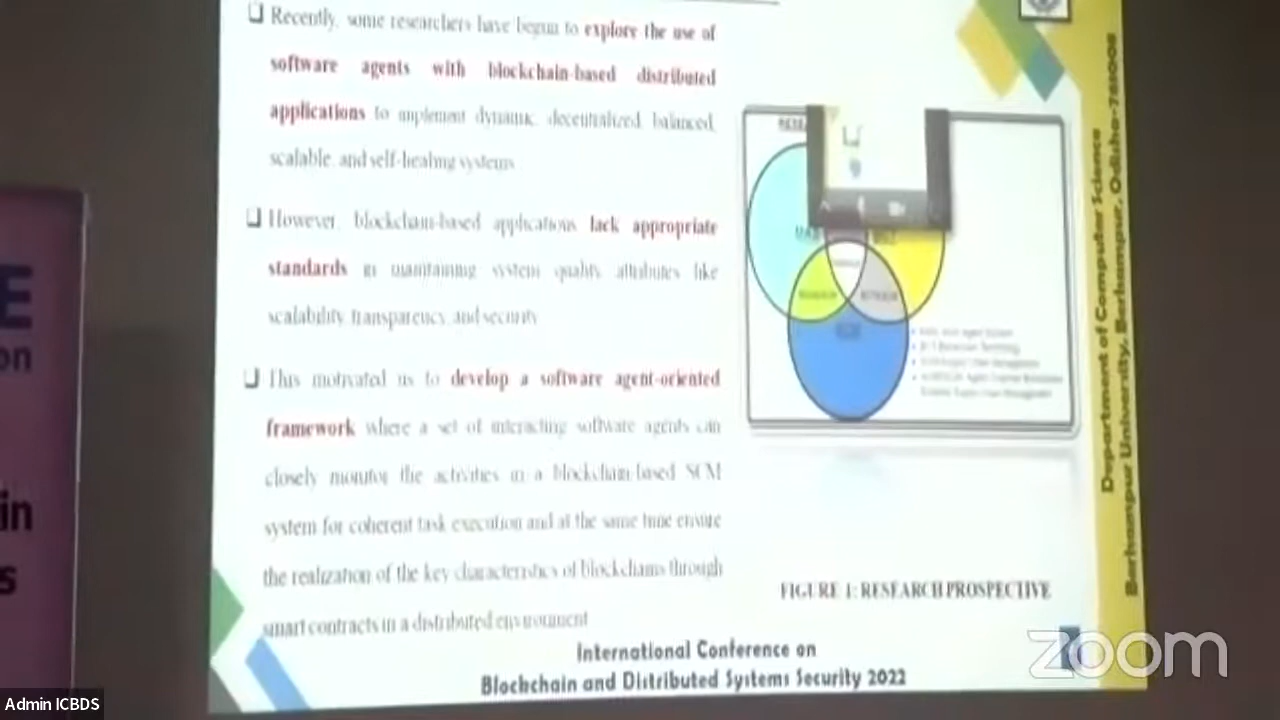 ❑ Recently, some researchers have begun to explore the use of
software agents with blockchain-based distributed
applications to implement dynamic, decentralized, balanced,
scalable, and self-healing systems.
❑ However, blockchain-based applications lack appropriate
standards in maintaining system quality attributes like
scalability, transparency, and security.
❑ This motivated us to develop a software agent-oriented
framework where a set of interacting software agents can
closely monitor the activities in a blockchain-based SCM
system for coherent task execution and at the same time ensure
the realization of the key characteristics of blockchains through
smart contracts in a distributed environment
FIGURE 1: RESEARCH PROSPECTIVE
International Conference on
Blockchain and Distributed Systems Security 2022
Department of Computer Science
Berhampur University, Berhampur, Odisha-761008
E
on
in
s
zoom
Admin ICBDS